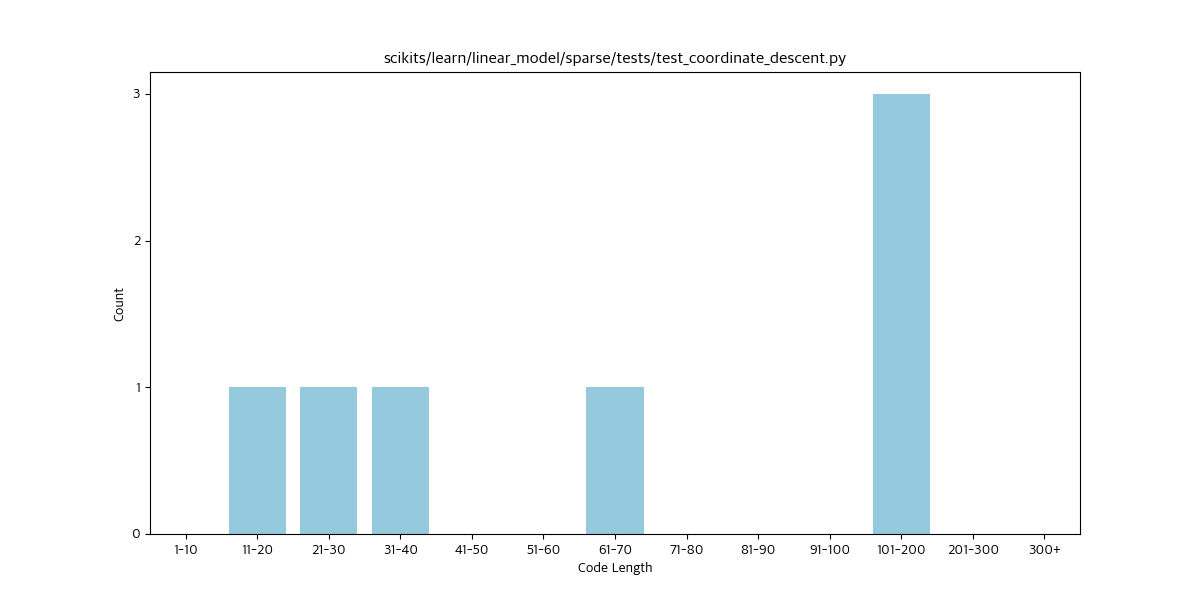 scikits/learn/linear_model/sparse/tests/test_coordinate_descent.py
3
2
1
0
Count
1-10 11-20 21-30 31-40 41-50 51-60 61-70 71-80 81-90 91-100 101-200 201-300 300+
Code Length